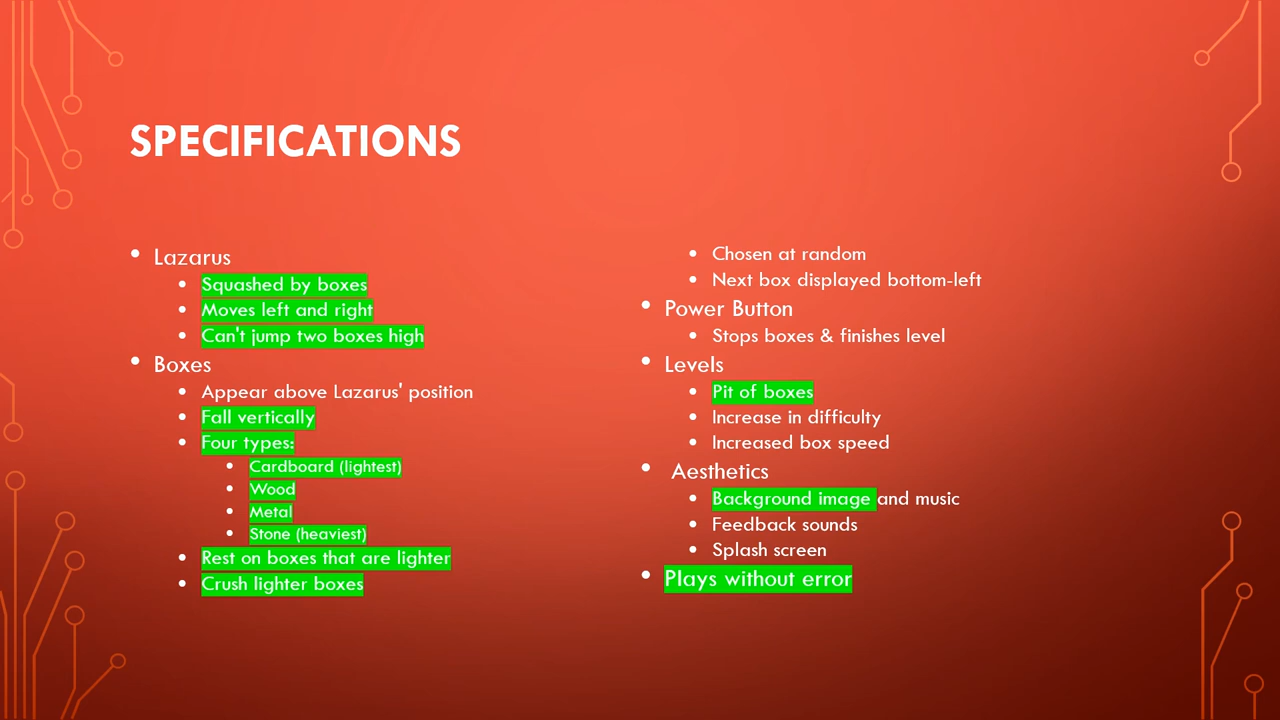 SPECIFICATIONS
• Lazarus
• Squashed by boxes
• Moves left and right
• Can't jump two boxes high
• Boxes
• Appear above Lazarus' position
• Fall vertically
• Four types:
• Cardboard (lightest)
• Wood
• Metal
• Stone (heaviest)
• Rest on boxes that are lighter
• Crush lighter boxes
• Chosen at random
• Next box displayed bottom-left
• Power Button
• Stops boxes & finishes level
• Levels
• Pit of boxes
• Increase in difficulty
• Increased box speed
• Aesthetics
• Background image and music
• Feedback sounds
• Splash screen
• Plays without error